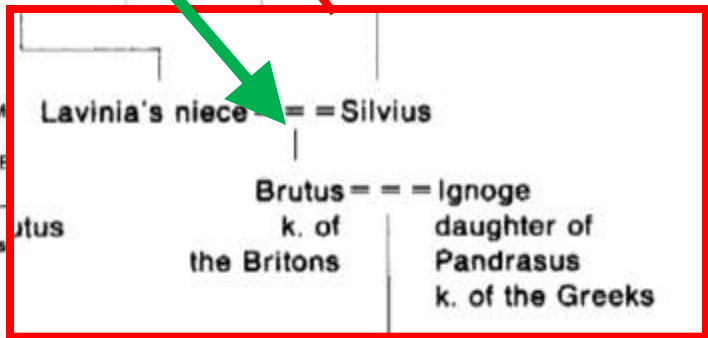 Lavinia's niece = = = Silvius
Brutus = = = Ignoge
utus k. of daughter of
the Britons Pandrasus
k. of the Greeks